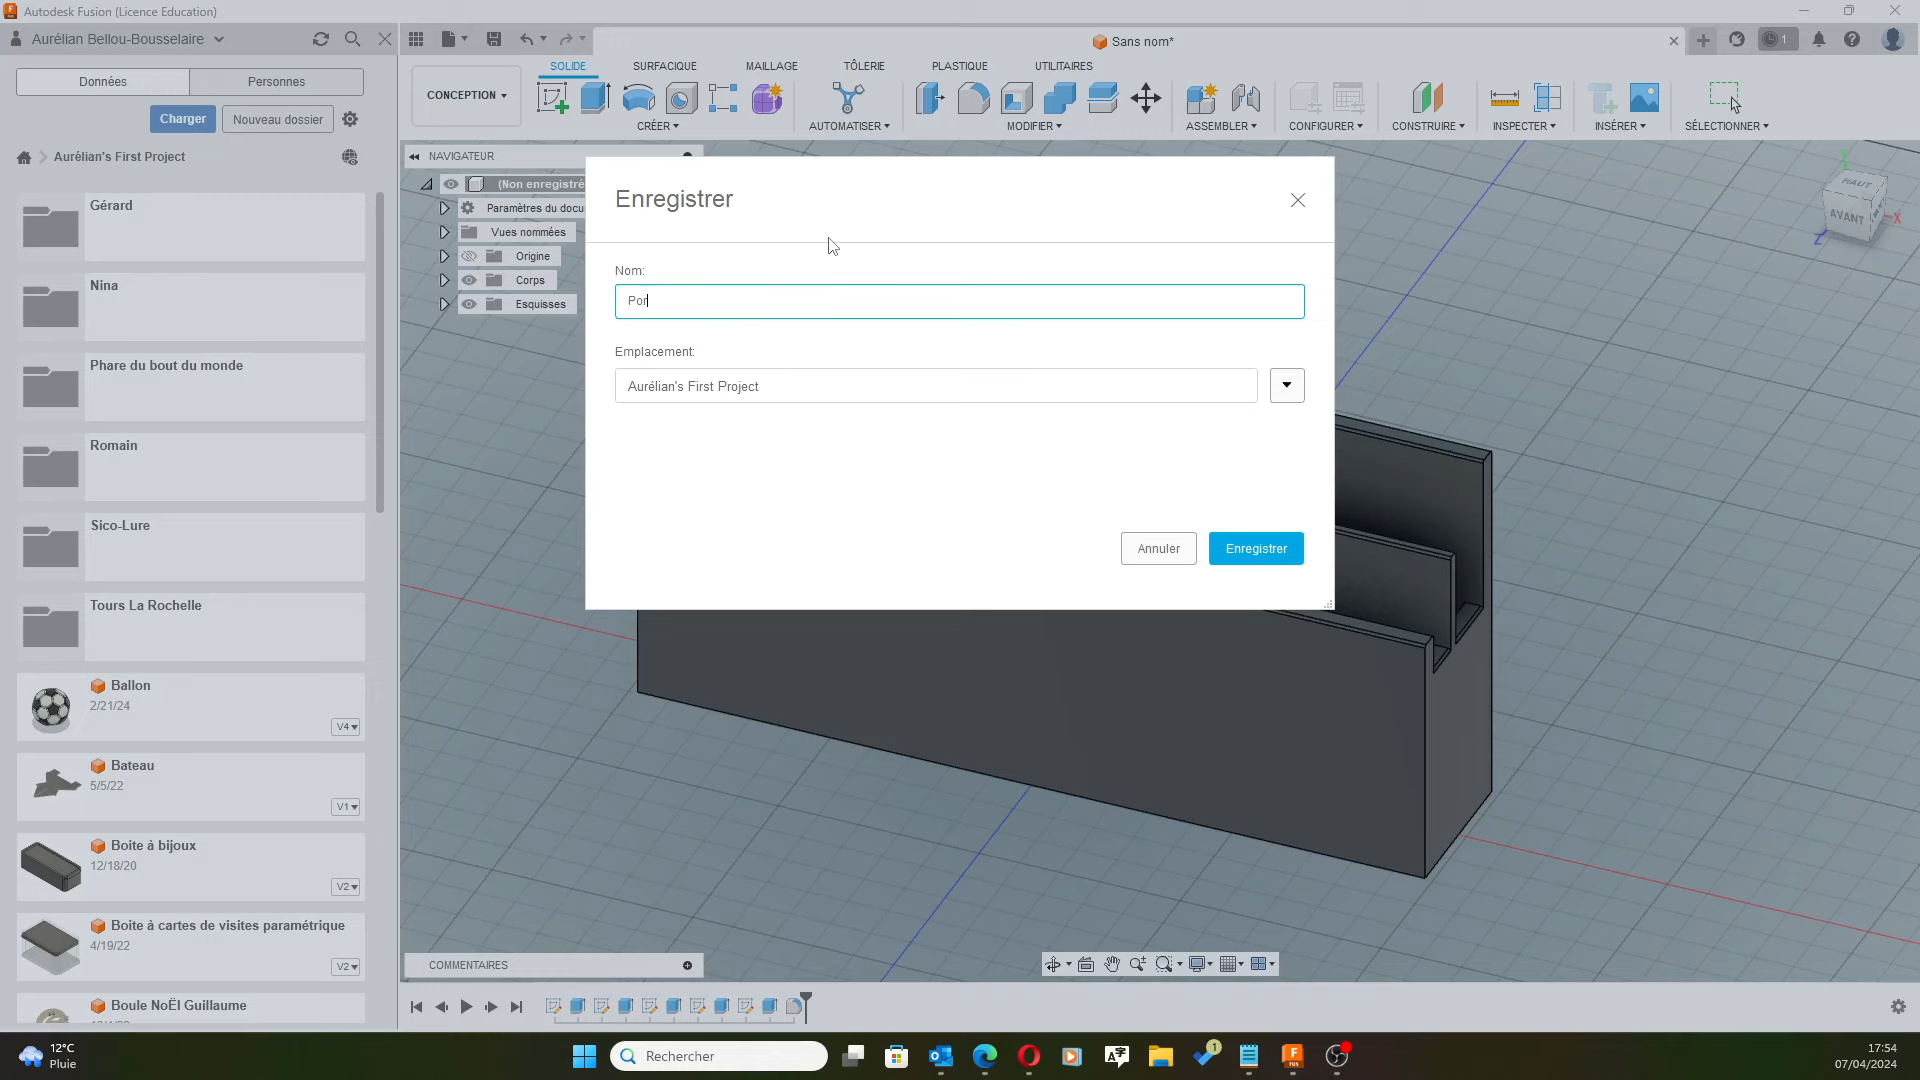 Autodesk Fusion (Licence Education)
Aurélian Bellou-Bousselaire
Sans nom*
1
Données
Personnes
Charger
Nouveau dossier
Aurélian's First Project
CONCEPTION
SOLIDE
SURFACIQUE
MAILLAGE
TÔLERIE
PLASTIQUE
UTILITAIRES
CRÉER
AUTOMATISER
MODIFIER
ASSEMBLER
CONFIGURER
CONSTRUIRE
INSPECTER
INSÉRER
SÉLECTIONNER
NAVIGATEUR
(Non enregistré
Paramètres du docu
Vues nommées
Origine
Corps
Esquisses
HAUT
AVANT
X
Y
Z
Gérard
Nina
Phare du bout du monde
Romain
Sico-Lure
Tours La Rochelle
Ballon
2/21/24
V4
Bateau
5/5/22
V1
Boite à bijoux
12/18/20
V2
Boite à cartes de visites paramétrique
4/19/22
V2
Boule NoËl Guillaume
Enregistrer
Nom:
Por
Emplacement:
Aurélian's First Project
Annuler
Enregistrer
COMMENTAIRES
12°C
Pluie
Rechercher
1
17:54
07/04/2024